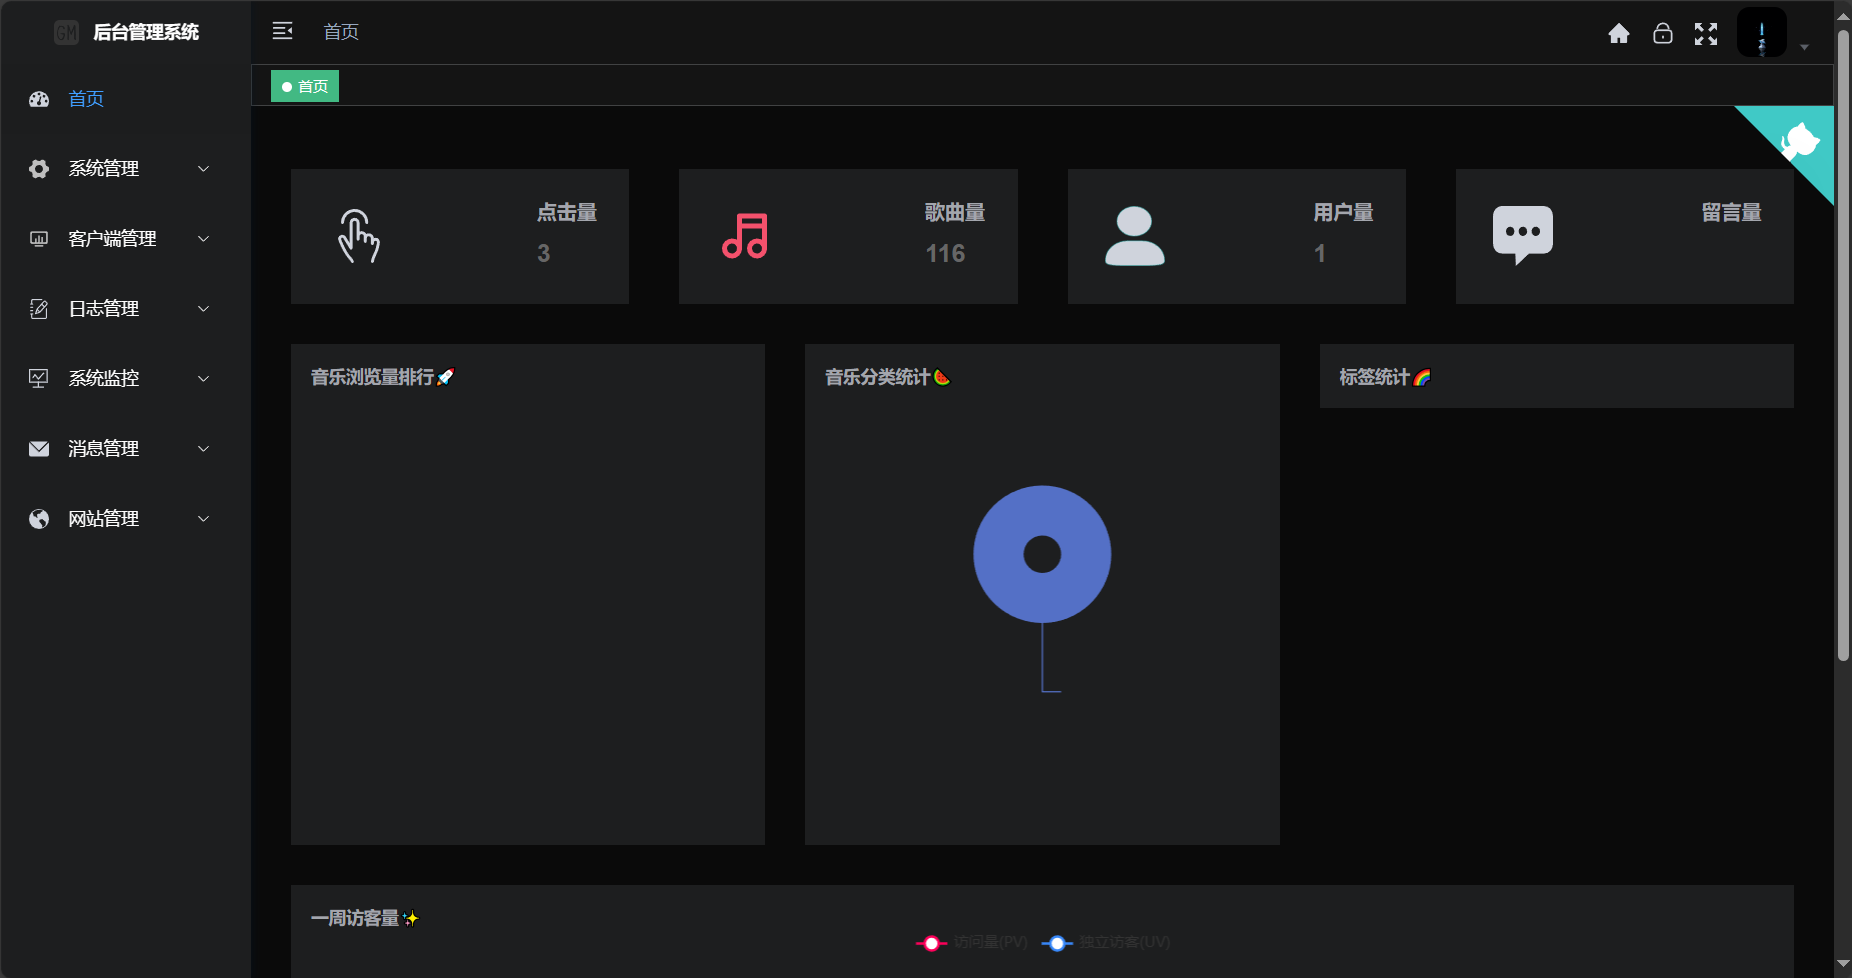 GM 后台管理系统
首页
首页
首页
系统管理
客户端管理
日志管理
系统监控
消息管理
网站管理
点击量
3
歌曲量
116
用户量
1
留言量
音乐浏览量排行🚀
音乐分类统计🍉
标签统计🌈
一周访客量✨
访问量(PV) 独立访客(UV)